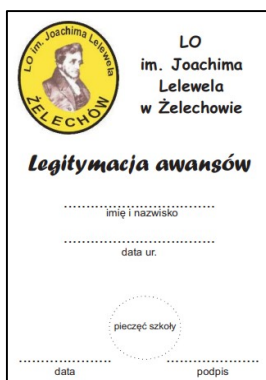 LO im. Joachima Lelewela
ŻELECHÓW
LO
im. Joachima
Lelewela
w Żelechowie
Legitymacja awansów
................................
imię i nazwisko
................................
data ur.
pieczęć szkoły
.................... ....................
data podpis